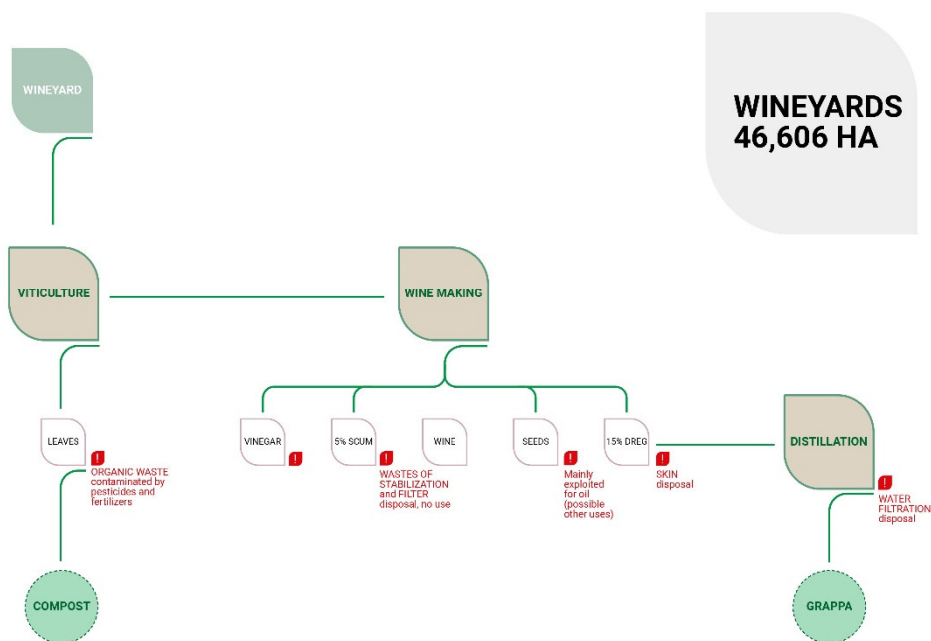 WINEYARD
WINEYARDS
46,606 HA
VITICULTURE
WINE MAKING
LEAVES
!
ORGANIC WASTE
contaminated by
pesticides and
fertilizers
VINEGAR
!
5% SCUM
!
WASTES OF
STABILIZATION
and FILTER
disposal, no use
WINE
SEEDS
!
Mainly
exploited
for oil
(possible
other uses)
15% DREG
!
SKIN
disposal
DISTILLATION
!
WATER
FILTRATION
disposal
COMPOST
GRAPPA